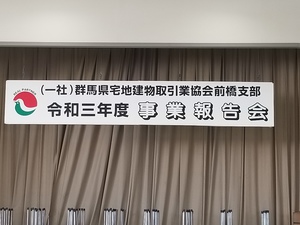 (一社)群馬県宅地建物取引業協会前橋支部
令和三年度 事業報告会